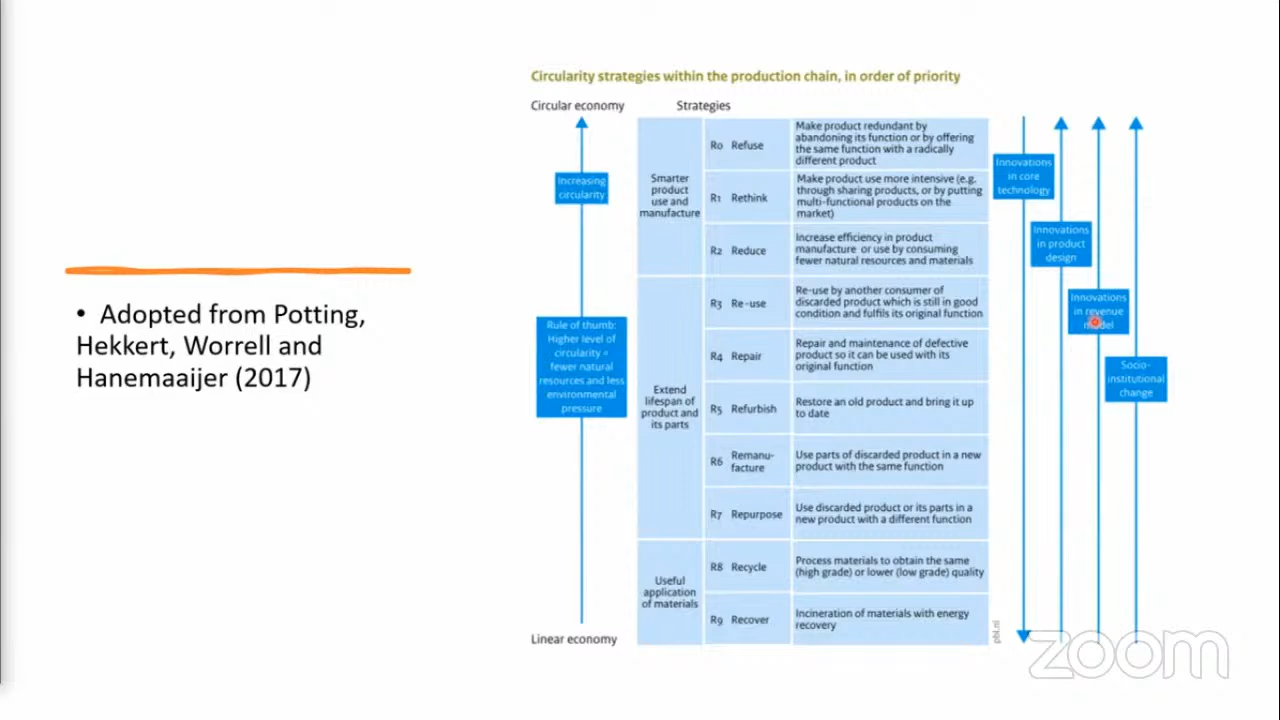 Circularity strategies within the production chain, in order of priority
Circular economy
Strategies
Increasing
circularity
Rule of thumb:
Higher level of
circularity =
fewer natural
resources and less
environmental
pressure
Linear economy
• Adopted from Potting,
Hekkert, Worrell and
Hanemaaijer (2017)
Smarter
product
use and
manufacture
R0 Refuse
Make product redundant by
abandoning its function or by offering
the same function with a radically
different product
R1 Rethink
Make product use more intensive (e.g.
through sharing products, or by putting
multi-functional products on the
market)
R2 Reduce
Increase efficiency in product
manufacture or use by consuming
fewer natural resources and materials
Extend
lifespan of
product and
its parts
R3 Re-use
Re-use by another consumer of
discarded product which is still in good
condition and fulfils its original function
R4 Repair
Repair and maintenance of defective
product so it can be used with its
original function
R5 Refurbish
Restore an old product and bring it up
to date
R6 Remanu-
facture
Use parts of discarded product in a new
product with the same function
R7 Repurpose
Use discarded product or its parts in a
new product with a different function
Useful
application
of materials
R8 Recycle
Process materials to obtain the same
(high grade) or lower (low grade) quality
R9 Recover
Incineration of materials with energy
recovery
Innovations
in core
technology
Innovations
in product
design
Innovations
in revenue
model
Socio-
institutional
change
pbl.nl
zoom